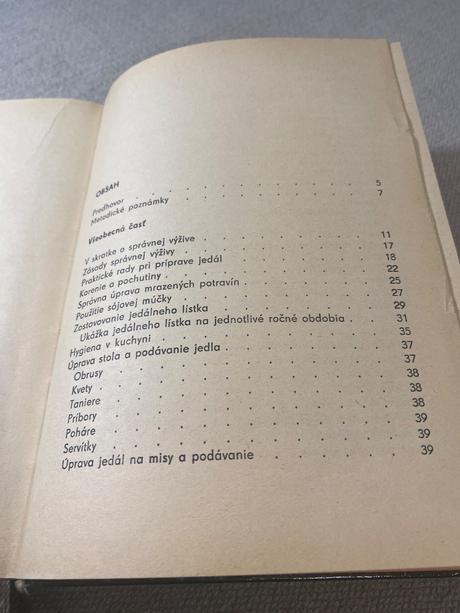 OBSAH
Predhovor . . . . . . . . . . 5
Metodické poznámky . . . . . . . . 7
Všeobecná časť
V skratke o správnej výžive . . . . . . . 11
Zásady správnej výživy . . . . . . . . 17
Praktické rady pri príprave jedál . . . . . . 18
Korenie a pochutiny . . . . . . . . 22
Správna úprava mrazených potravín . . . . . . 25
Použitie sójovej múčky . . . . . . . . 27
Zostavovanie jedálneho lístka . . . . . . . 29
Ukážka jedálneho lístka na jednotlivé ročné obdobia . . 31
Hygiena v kuchyni . . . . . . . . . 35
Úprava stola a podávanie jedla . . . . . . . 37
Obrusy . . . . . . . . . . 37
Kvety . . . . . . . . . . 38
Taniere . . . . . . . . . . 38
Príbory . . . . . . . . . . 38
Poháre . . . . . . . . . . 39
Servítky . . . . . . . . . . 39
Úprava jedál na misy a podávanie . . . . . . 39